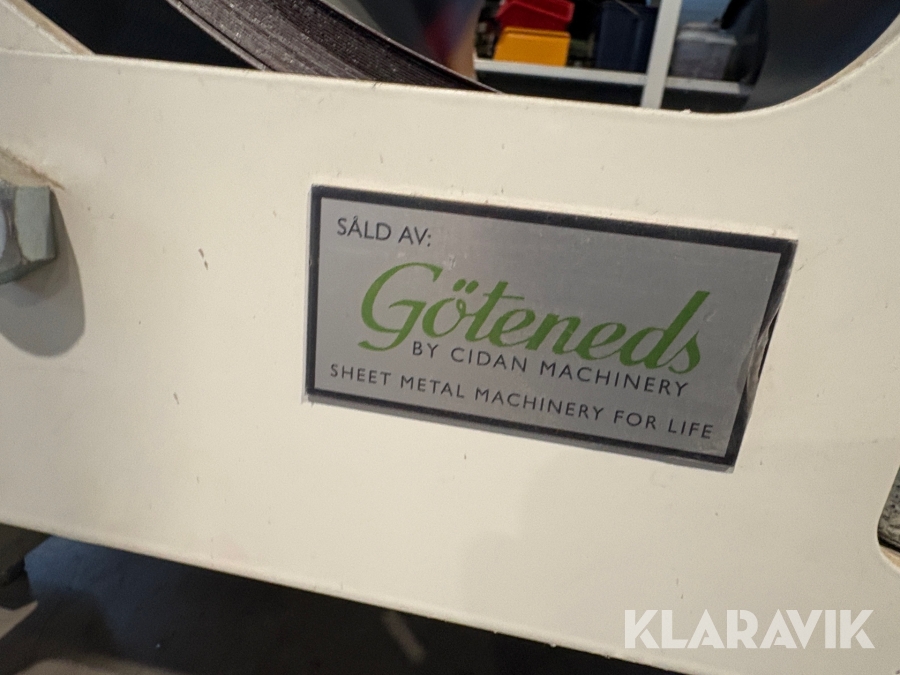 SÅLD AV:
Göteneds
BY CIDAN MACHINERY
SHEET METAL MACHINERY FOR LIFE
KLARAVIK